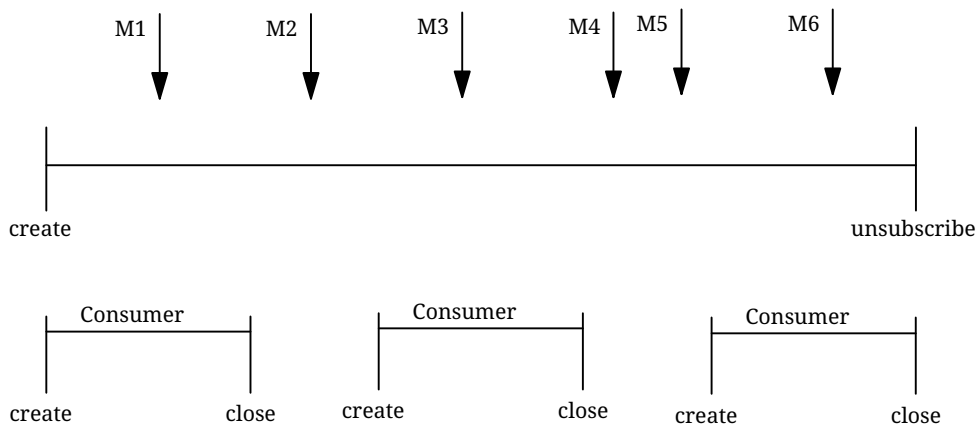 M1
M2
M3
M4
M5
M6
create
unsubscribe
Consumer
Consumer
Consumer
create
close
create
close
create
close